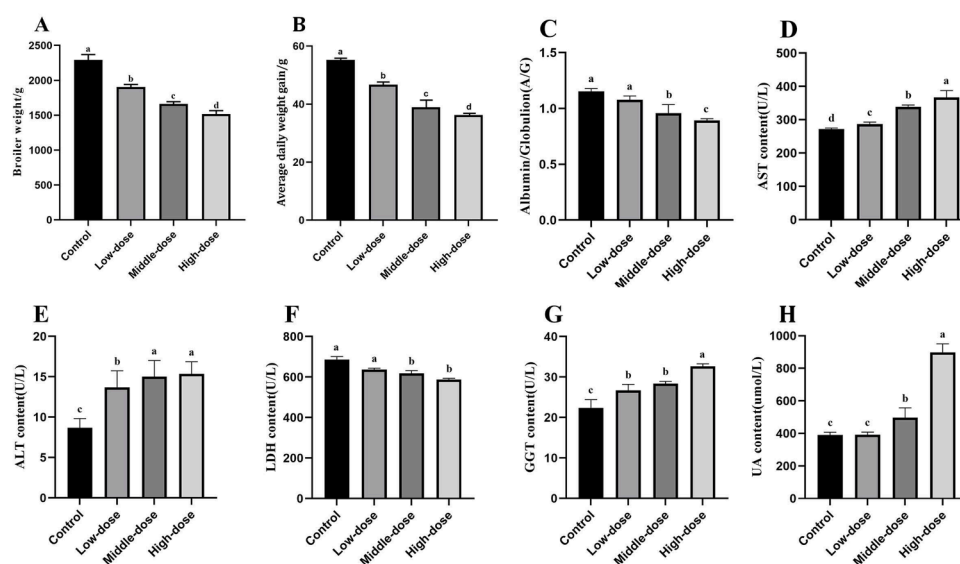 A
Broiler weight/g
2500
2000
1500
1000
500
0
a
b
c
d
Control
Low-dose
Middle-dose
High-dose
B
Average daily weight gain/g
60
40
20
0
a
b
c
d
Control
Low-dose
Middle-dose
High-dose
C
Albumin/Globulion(A/G)
1.5
1.0
0.5
0.0
a
a
b
c
Control
Low-dose
Middle-dose
High-dose
D
AST content(U/L)
500
400
300
200
100
0
d
c
b
a
Control
Low-dose
Middle-dose
High-dose
E
ALT content(U/L)
20
15
10
5
0
c
b
a
a
Control
Low-dose
Middle-dose
High-dose
F
LDH content(U/L)
800
600
400
200
0
a
a
b
b
Control
Low-dose
Middle-dose
High-dose
G
GGT content(U/L)
40
30
20
10
0
c
b
b
a
Control
Low-dose
Middle-dose
High-dose
H
UA content(umol/L)
1000
800
600
400
200
0
c
c
b
a
Control
Low-dose
Middle-dose
High-dose